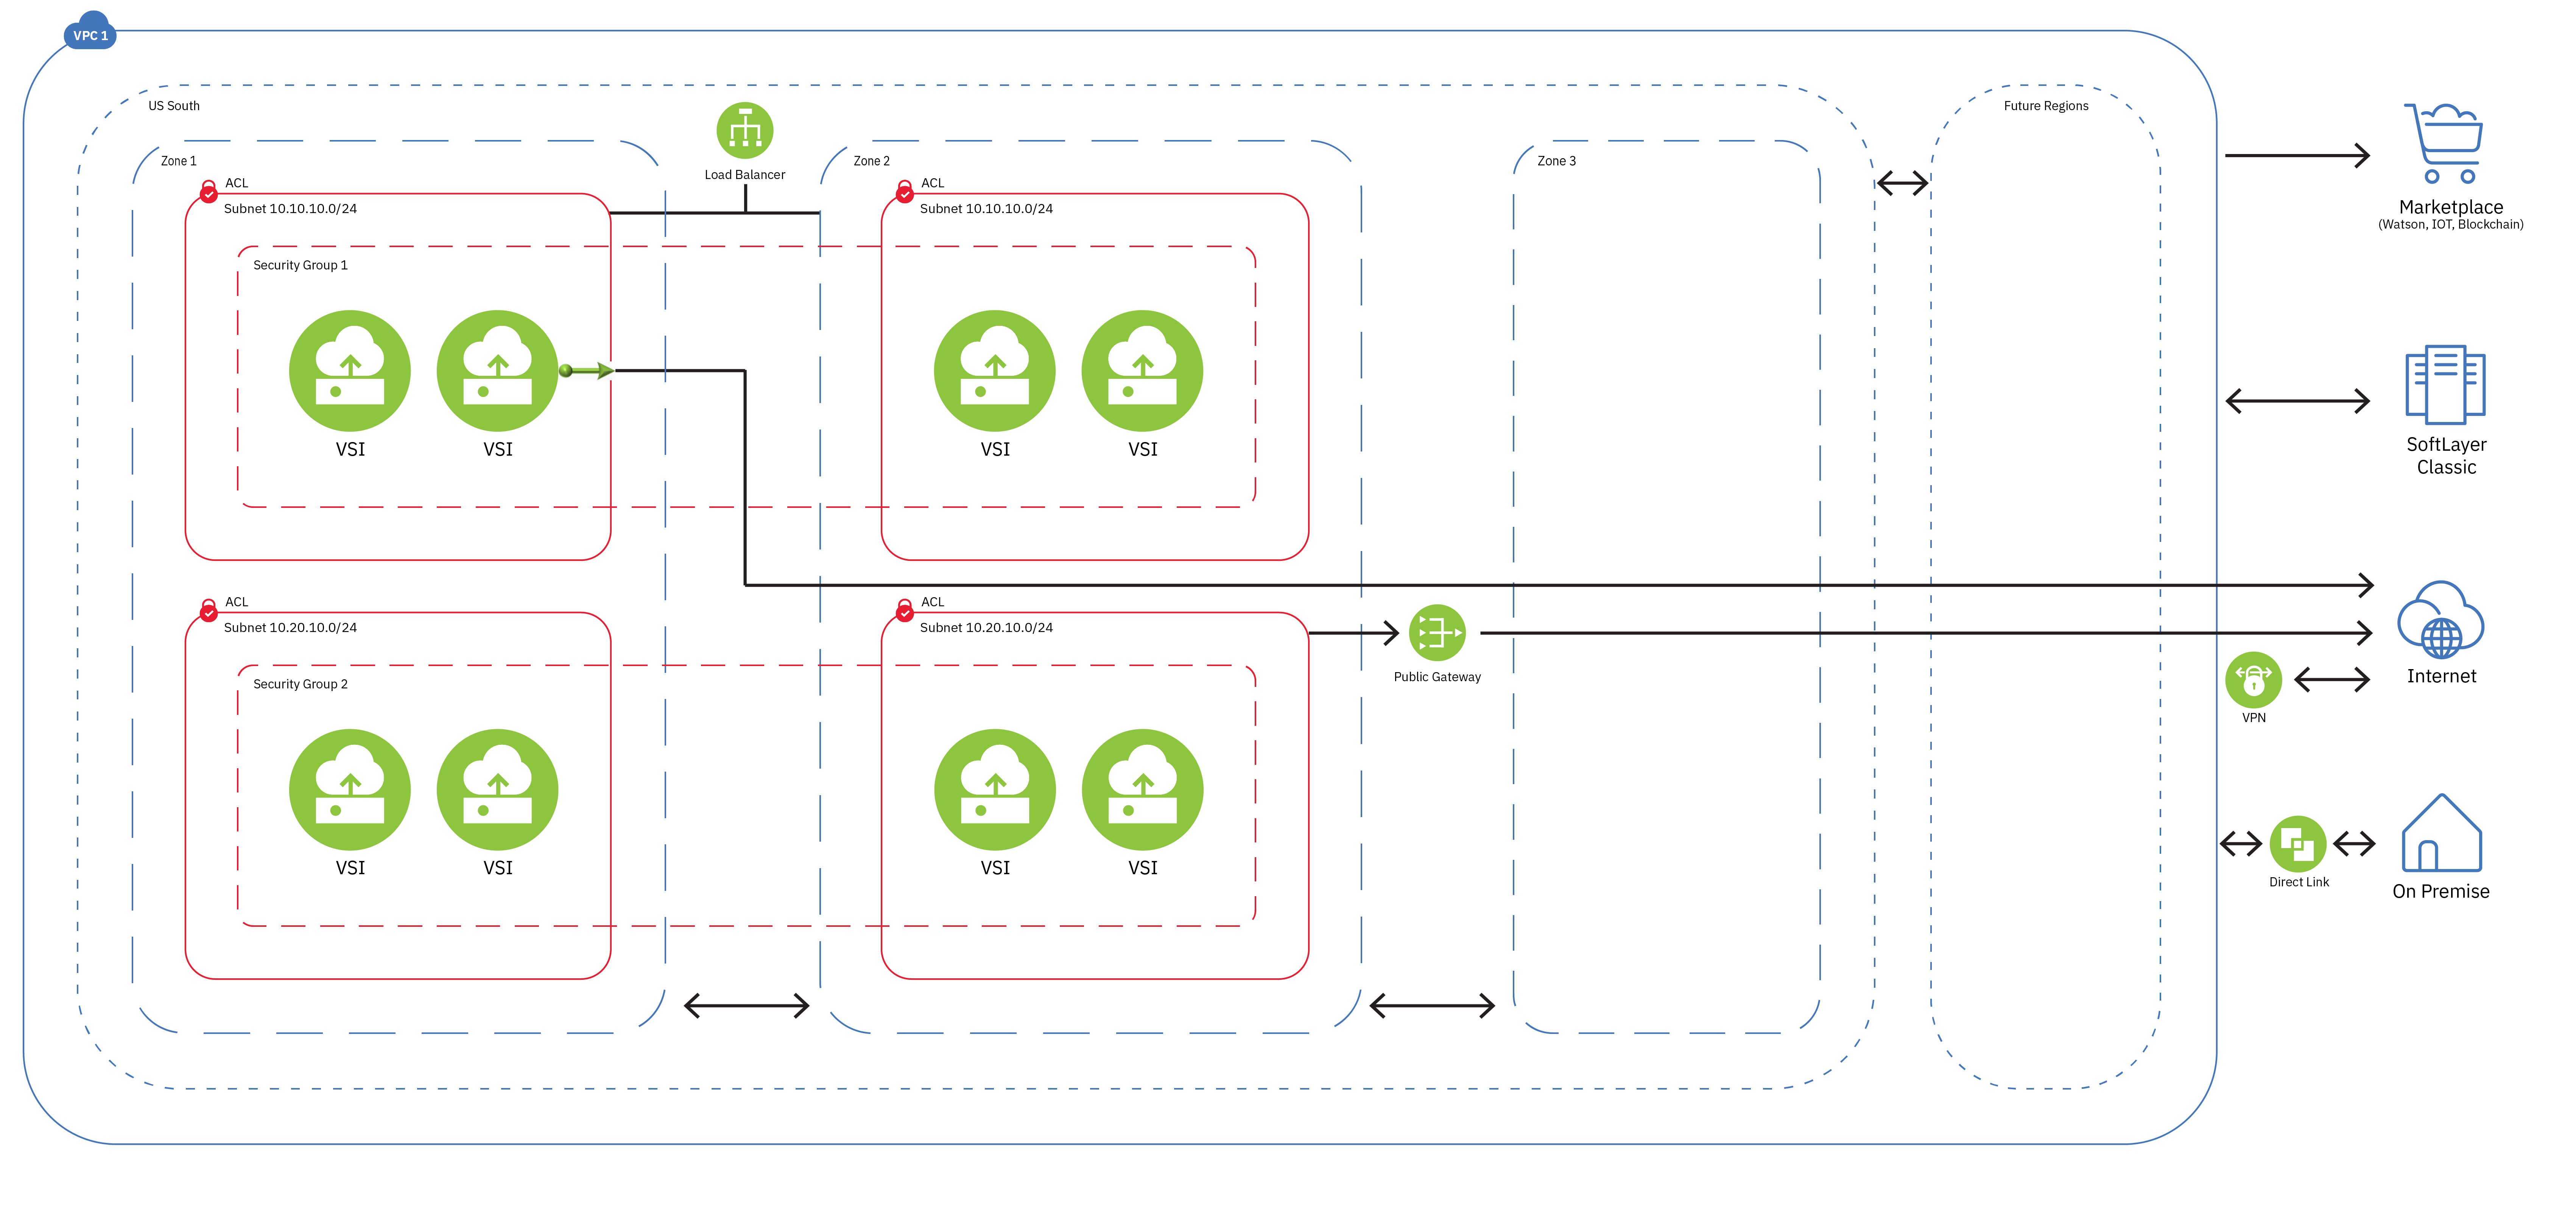 VPC 1
US South
Future Regions
Load Balancer
Zone 1
Zone 2
Zone 3
ACL
Subnet 10.10.10.0/24
ACL
Subnet 10.10.10.0/24
Security Group 1
VSI
VSI
VSI
VSI
ACL
Subnet 10.20.10.0/24
ACL
Subnet 10.20.10.0/24
Public Gateway
Security Group 2
VSI
VSI
VSI
VSI
Marketplace
(Watson, IOT, Blockchain)
SoftLayer
Classic
Internet
VPN
Direct Link
On Premise